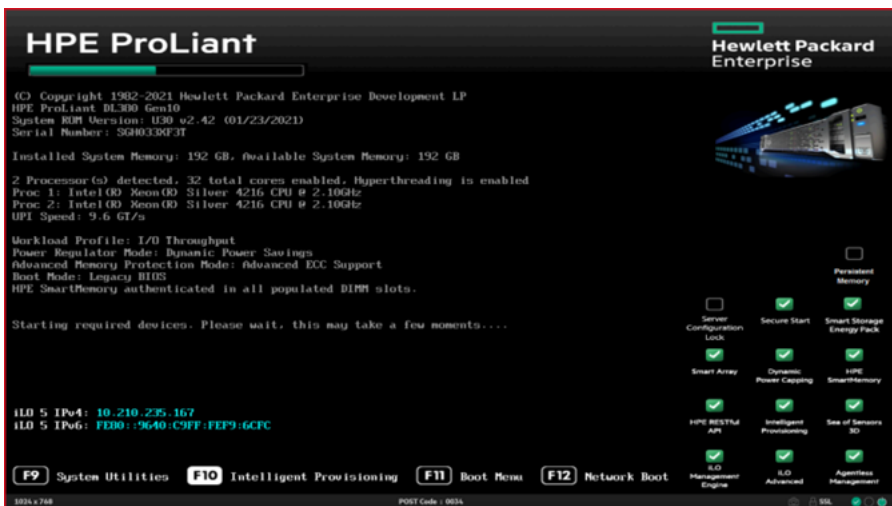 HPE ProLiant
Hewlett Packard
Enterprise
(C) Copyright 1982-2021 Hewlett Packard Enterprise Development LP
HPE ProLiant DL380 Gen10
System ROM Version: U30 v2.42 (01/23/2021)
Serial Number: SGH033XF3T
Installed System Memory: 192 GB, Available System Memory: 192 GB
2 Processor(s) detected, 32 total cores enabled, Hyperthreading is enabled
Proc 1: Intel(R) Xeon(R) Silver 4216 CPU @ 2.10GHz
Proc 2: Intel(R) Xeon(R) Silver 4216 CPU @ 2.10GHz
UPI Speed: 9.6 GT/s
Workload Profile: I/O Throughput
Power Regulator Mode: Dynamic Power Savings
Advanced Memory Protection Mode: Advanced ECC Support
Boot Mode: Legacy BIOS
HPE SmartMemory authenticated in all populated DIMM slots.
Starting required devices. Please wait, this may take a few moments....
Persistent
Memory
Server
Configuration
Lock
Secure Start
Smart Storage
Energy Pack
Smart Array
Dynamic
Power Capping
HPE
SmartMemory
HPE RESTful
API
Intelligent
Provisioning
Sea of Sensors
3D
iLO
Management
Engine
iLO
Advanced
Agentless
Management
iLO 5 IPv4: 10.210.235.167
iLO 5 IPv6: FE80::9640:C9FF:FEF9:6CFC
F9 System Utilities F10 Intelligent Provisioning F11 Boot Menu F12 Network Boot
1024 x 768 POST Code : 0034 SSL